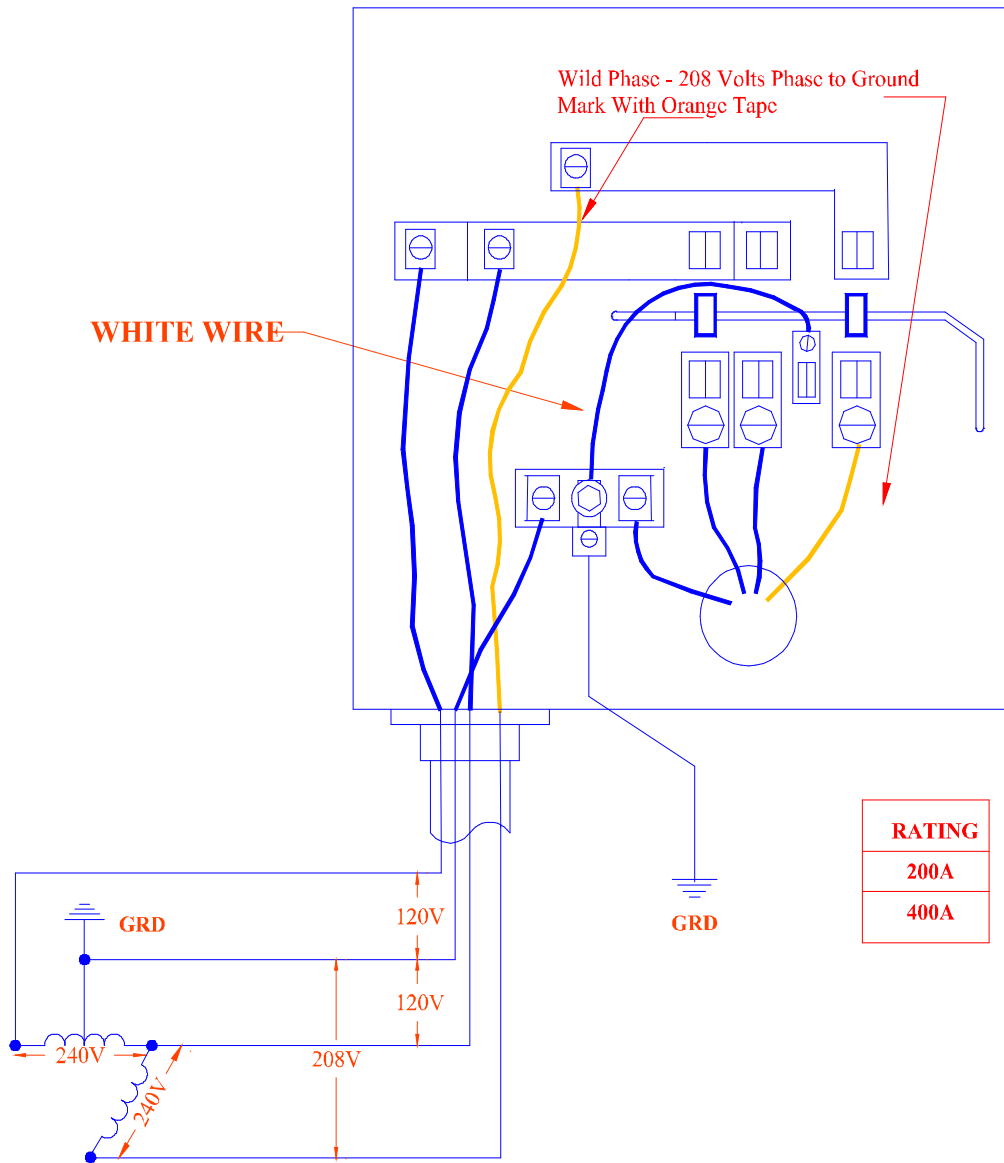 Wild Phase - 208 Volts Phase to Ground
Mark With Orange Tape
WHITE WIRE
RATING
200A
400A
GRD
120V
GRD
120V
240V
208V
240V